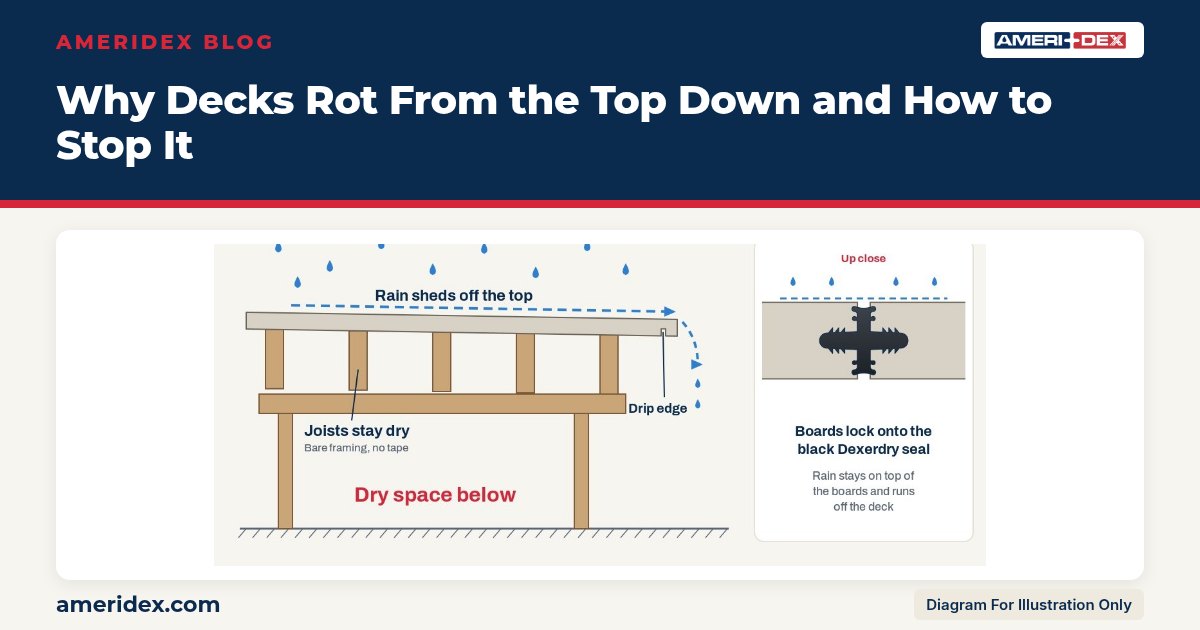 AMERIDEX BLOG
AMERI-DEX
Why Decks Rot From the Top Down and How to
Stop It
Rain sheds off the top
Drip edge
Joists stay dry
Bare framing, no tape
Dry space below
Up close
Boards lock onto the
black Dexerdry seal
Rain stays on top of
the boards and runs
off the deck
ameridex.com
Diagram For Illustration Only